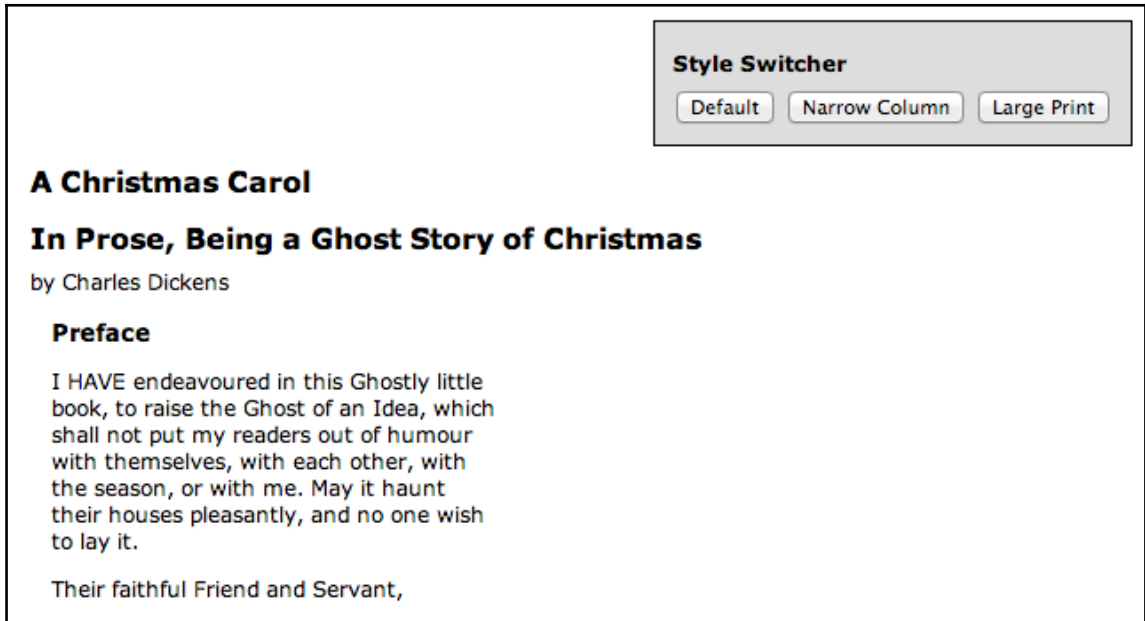 Style Switcher
Default Narrow Column Large Print
A Christmas Carol
In Prose, Being a Ghost Story of Christmas
by Charles Dickens
Preface
I HAVE endeavoured in this Ghostly little
book, to raise the Ghost of an Idea, which
shall not put my readers out of humour
with themselves, with each other, with
the season, or with me. May it haunt
their houses pleasantly, and no one wish
to lay it.
Their faithful Friend and Servant,